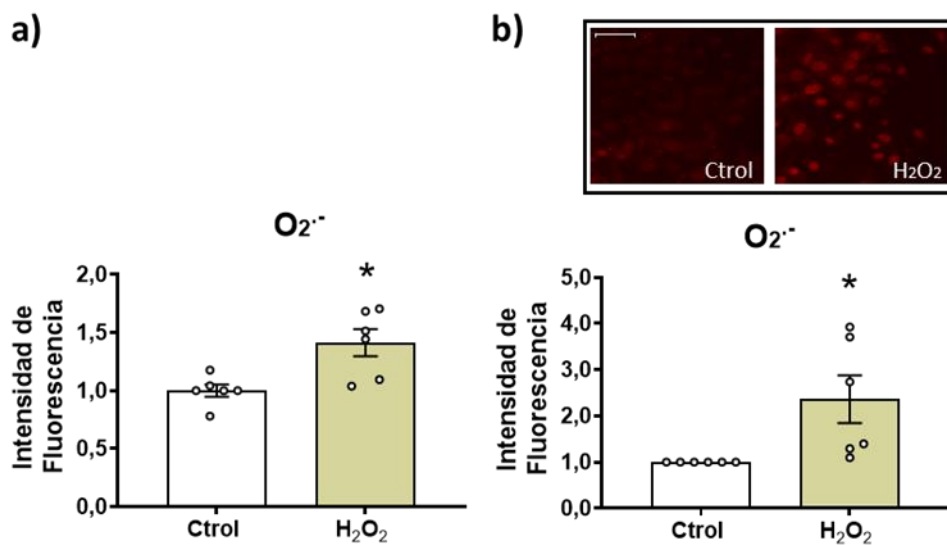 a)
O₂·-
Intensidad de
Fluorescencia
2,0
1,5
1,0
0,5
0,0
*
Ctrol
H₂O₂
b)
Ctrol
H₂O₂
O₂·-
Intensidad de
Fluorescencia
5,0
4,0
3,0
2,0
1,0
0,0
*
Ctrol
H₂O₂